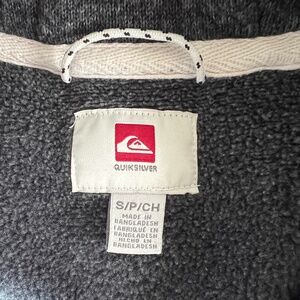 QUIKSILVER
S/P/CH
MADE IN
BANGLADESH
FABRIQUÉ EN
BANGLADESH
HECHO EN
BANGLADESH